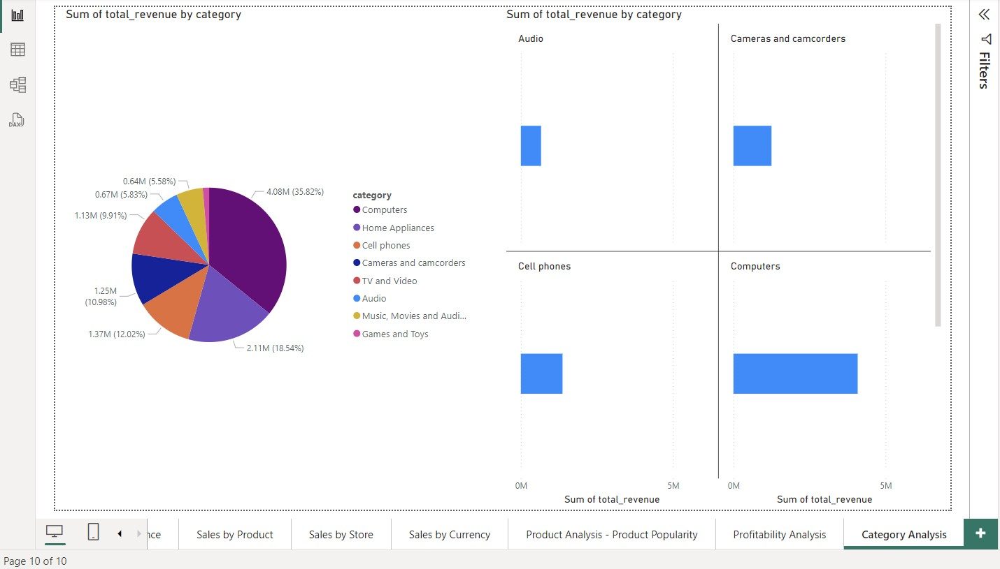 Sum of total_revenue by category
0.64M (5.58%)
0.67M (5.83%)
1.13M (9.91%)
1.25M
(10.98%)
1.37M (12.02%)
4.08M (35.82%)
2.11M (18.54%)
category
Computers
Home Appliances
Cell phones
Cameras and camcorders
TV and Video
Audio
Music, Movies and Audi...
Games and Toys
Sum of total_revenue by category
Audio
Cameras and camcorders
Cell phones
Computers
0M
5M
0M
5M
Sum of total_revenue
Sum of total_revenue
Filters
DAX
nce
Sales by Product
Sales by Store
Sales by Currency
Product Analysis - Product Popularity
Profitability Analysis
Category Analysis
+
Page 10 of 10